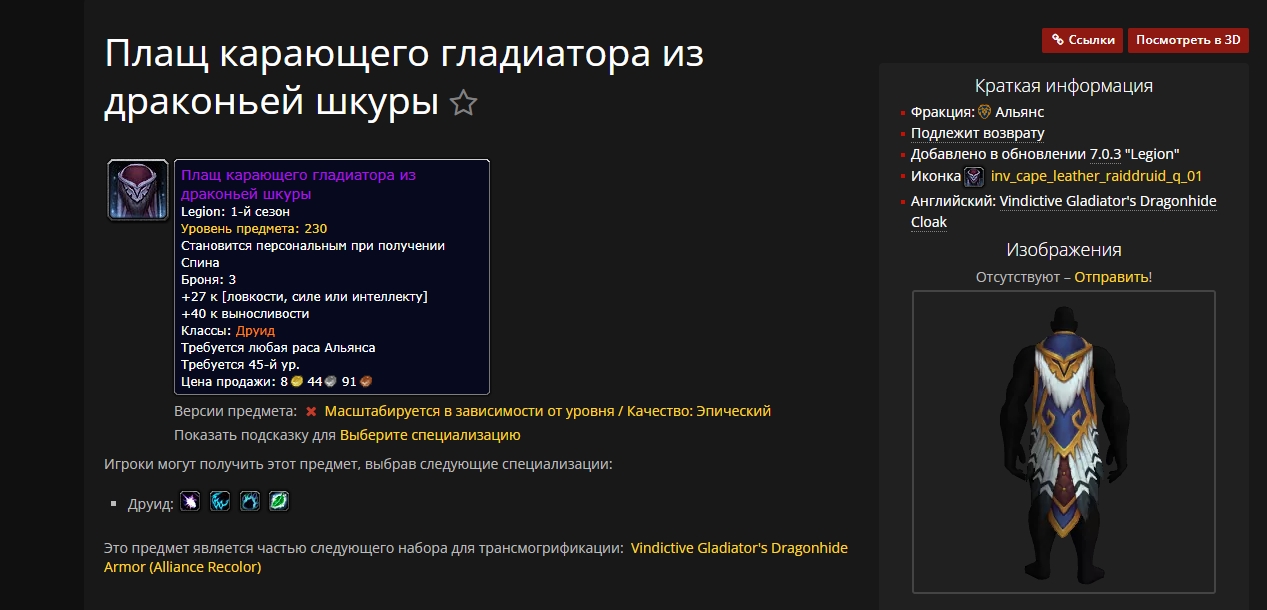 Плащ карающего гладиатора из
драконьей шкуры
Плащ карающего гладиатора из
драконьей шкуры
Legion: 1-й сезон
Уровень предмета: 230
Становится персональным при получении
Спина
Броня: 3
+27 к [ловкости, силе или интеллекту]
+40 к выносливости
Классы: Друид
Требуется любая раса Альянса
Требуется 45-й ур.
Цена продажи: 8 44 91
Версии предмета: Масштабируется в зависимости от уровня / Качество: Эпический
Показать подсказку для Выберите специализацию
Игроки могут получить этот предмет, выбрав следующие специализации:
Друид:
Это предмет является частью следующего набора для трансмогрификации: Vindictive Gladiator's Dragonhide
Armor (Alliance Recolor)
Ссылки
Посмотреть в 3D
Краткая информация
Фракция: Альянс
Подлежит возврату
Добавлено в обновлении 7.0.3 "Legion"
Иконка inv_cape_leather_raiddruid_q_01
Английский: Vindictive Gladiator's Dragonhide
Cloak
Изображения
Отсутствуют – Отправить!